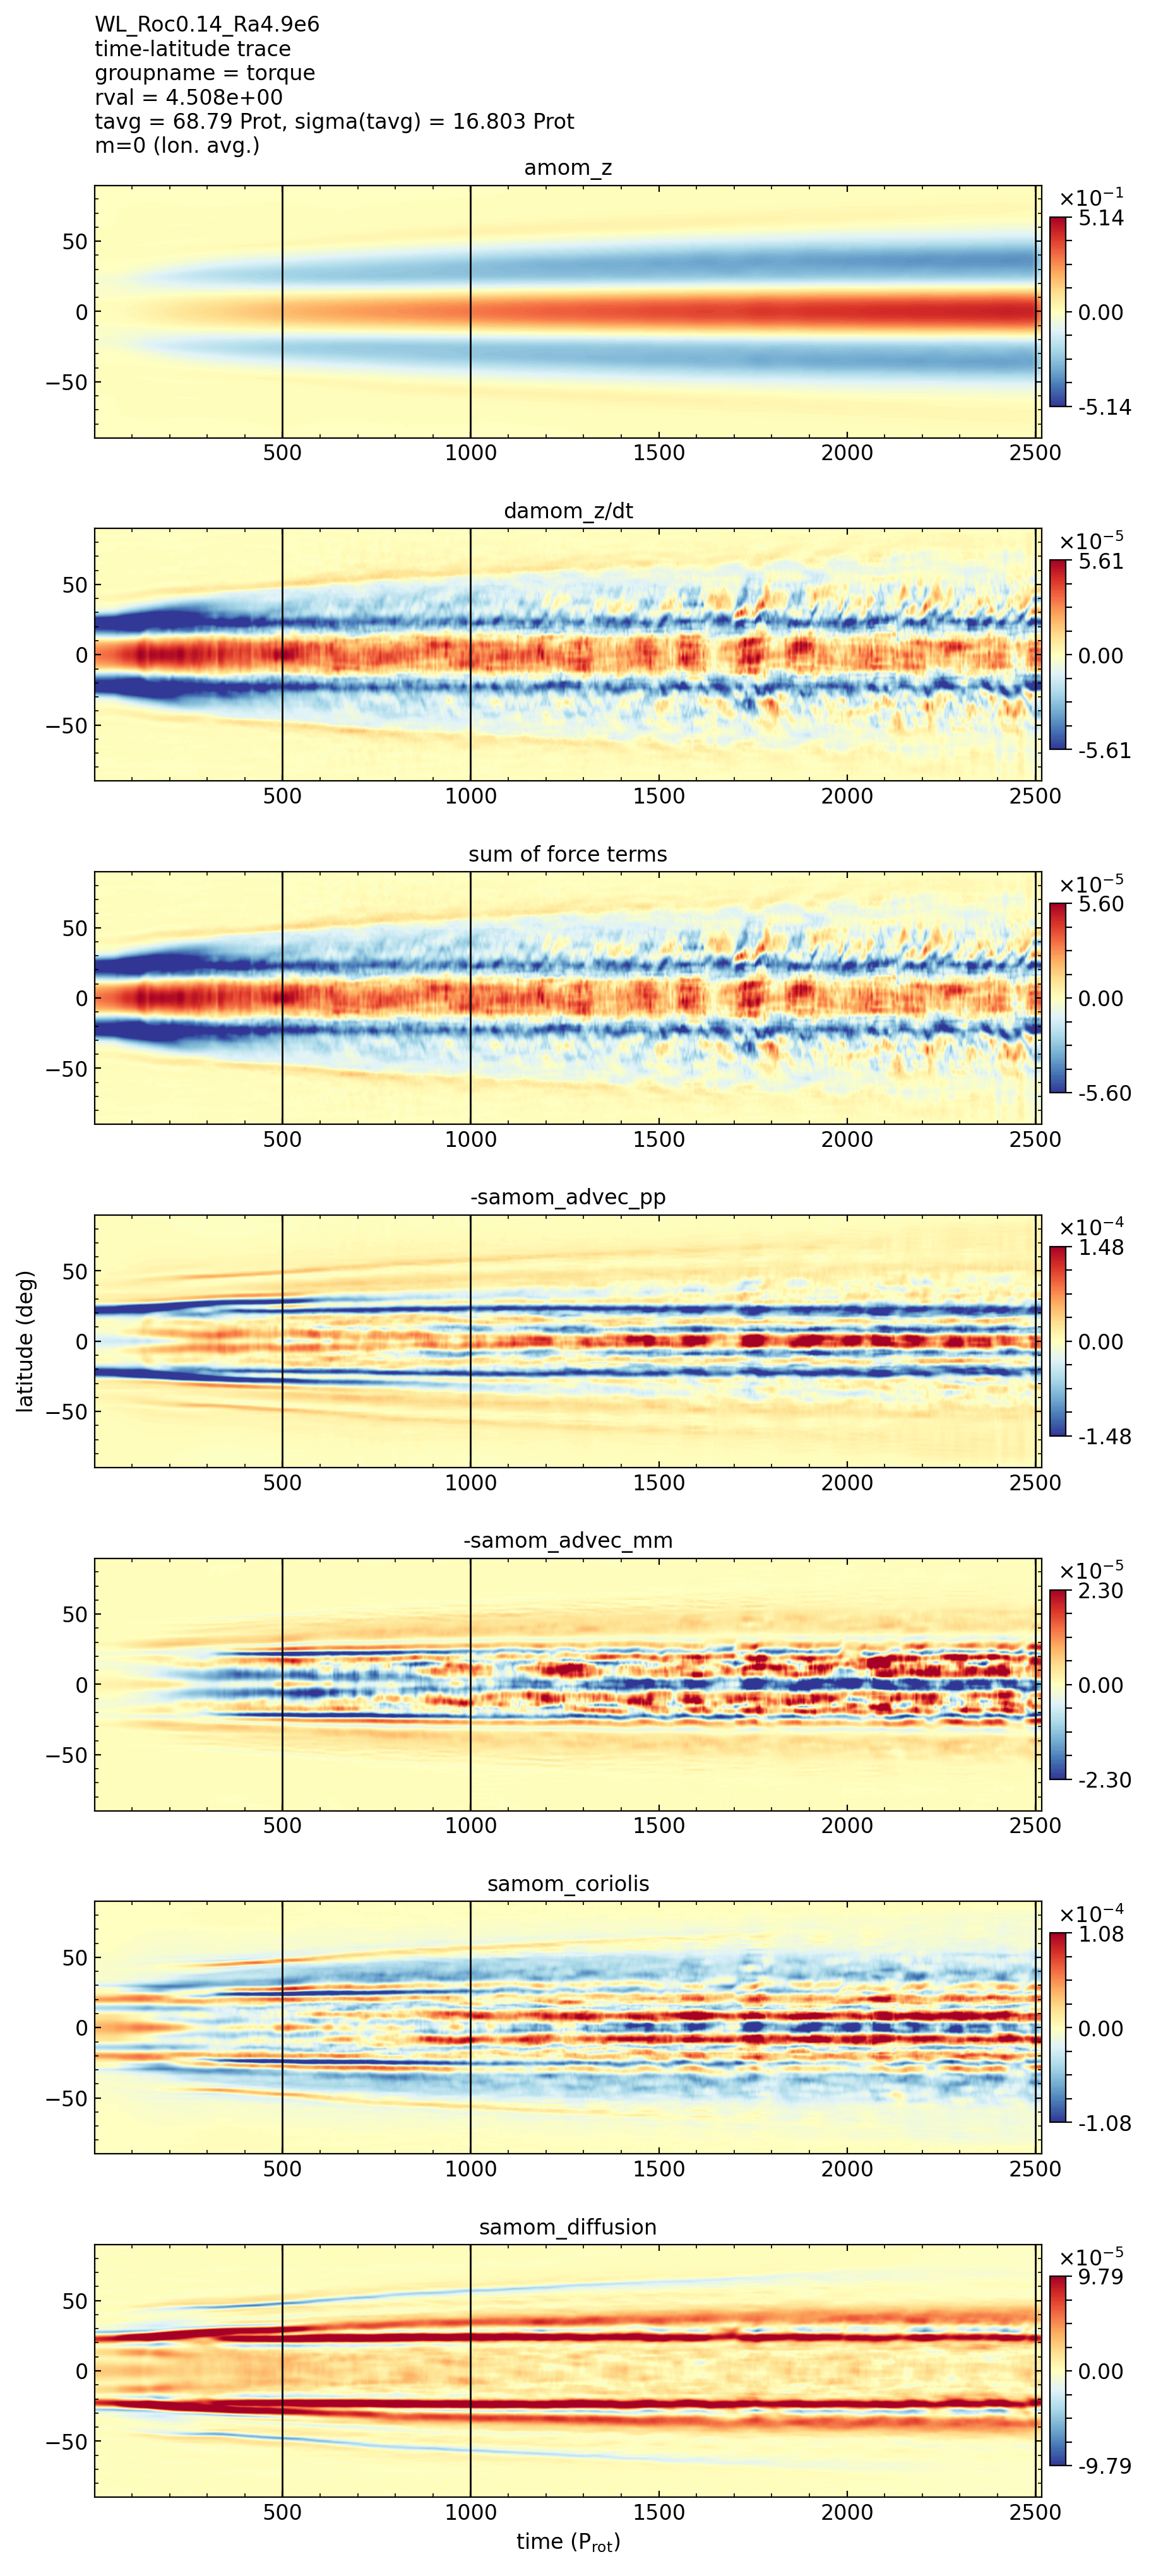 WL_Roc0.14_Ra4.9e6
time-latitude trace
groupname = torque
rval = 4.508e+00
tavg = 68.79 Prot, sigma(tavg) = 16.803 Prot
m=0 (lon. avg.)
amom_z
×10⁻¹
5.14
0.00
-5.14
50
0
−50
500 1000 1500 2000 2500
damom_z/dt
×10⁻⁵
5.61
0.00
-5.61
50
0
−50
500 1000 1500 2000 2500
sum of force terms
×10⁻⁵
5.60
0.00
-5.60
50
0
−50
500 1000 1500 2000 2500
-samom_advec_pp
×10⁻⁴
1.48
0.00
-1.48
50
0
−50
latitude (deg)
500 1000 1500 2000 2500
-samom_advec_mm
×10⁻⁵
2.30
0.00
-2.30
50
0
−50
500 1000 1500 2000 2500
samom_coriolis
×10⁻⁴
1.08
0.00
-1.08
50
0
−50
500 1000 1500 2000 2500
samom_diffusion
×10⁻⁵
9.79
0.00
-9.79
50
0
−50
500 1000 1500 2000 2500
time (Prot)